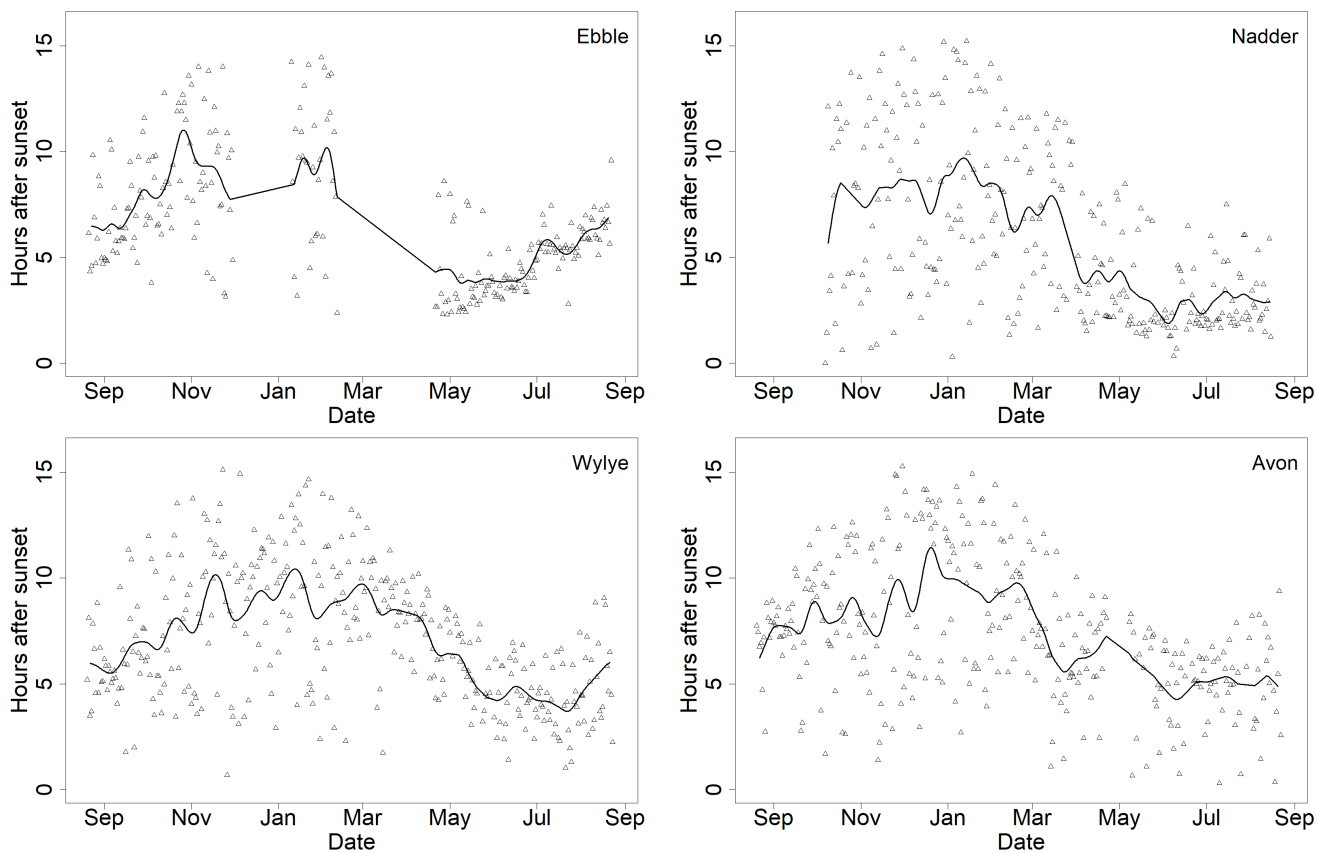 Ebble
Hours after sunset
0 5 10 15
Sep Nov Jan Mar May Jul Sep
Date
Nadder
Hours after sunset
0 5 10 15
Sep Nov Jan Mar May Jul Sep
Date
Wylye
Hours after sunset
0 5 10 15
Sep Nov Jan Mar May Jul Sep
Date
Avon
Hours after sunset
0 5 10 15
Sep Nov Jan Mar May Jul Sep
Date